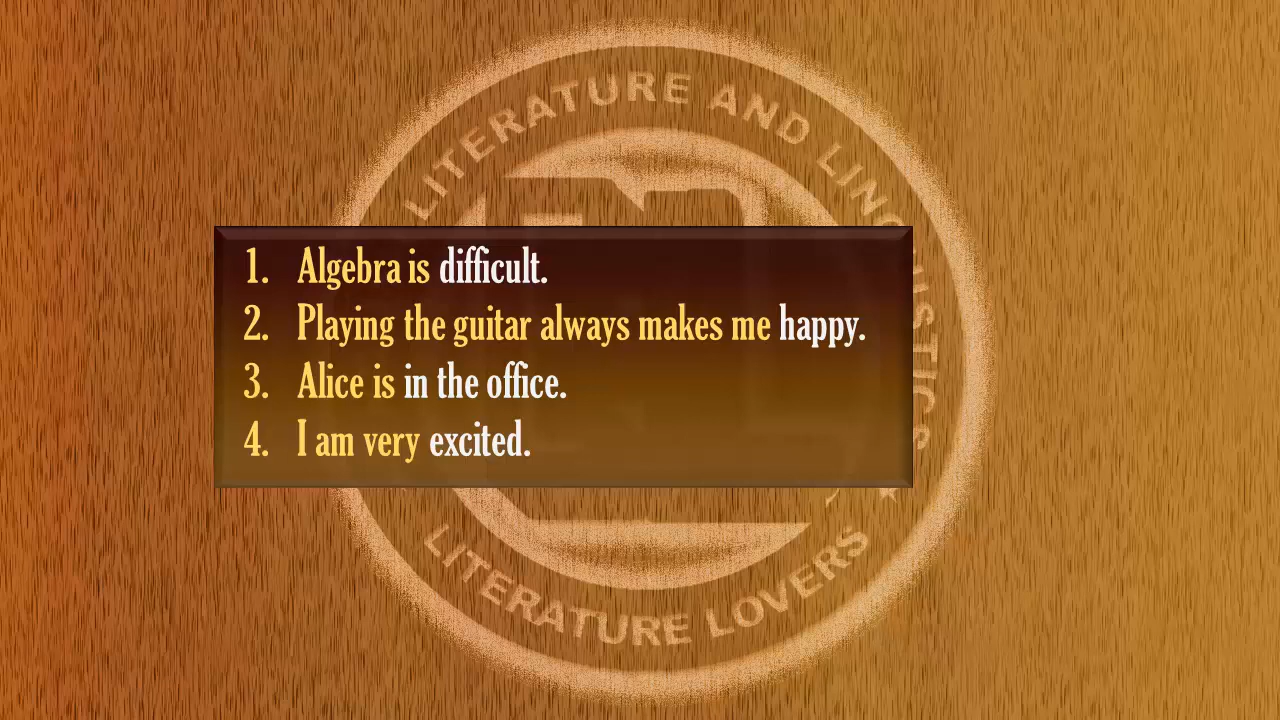 LITERATURE AND LINGUISTICS
1. Algebra is difficult.
2. Playing the guitar always makes me happy.
3. Alice is in the office.
4. I am very excited.
LITERATURE LOVERS